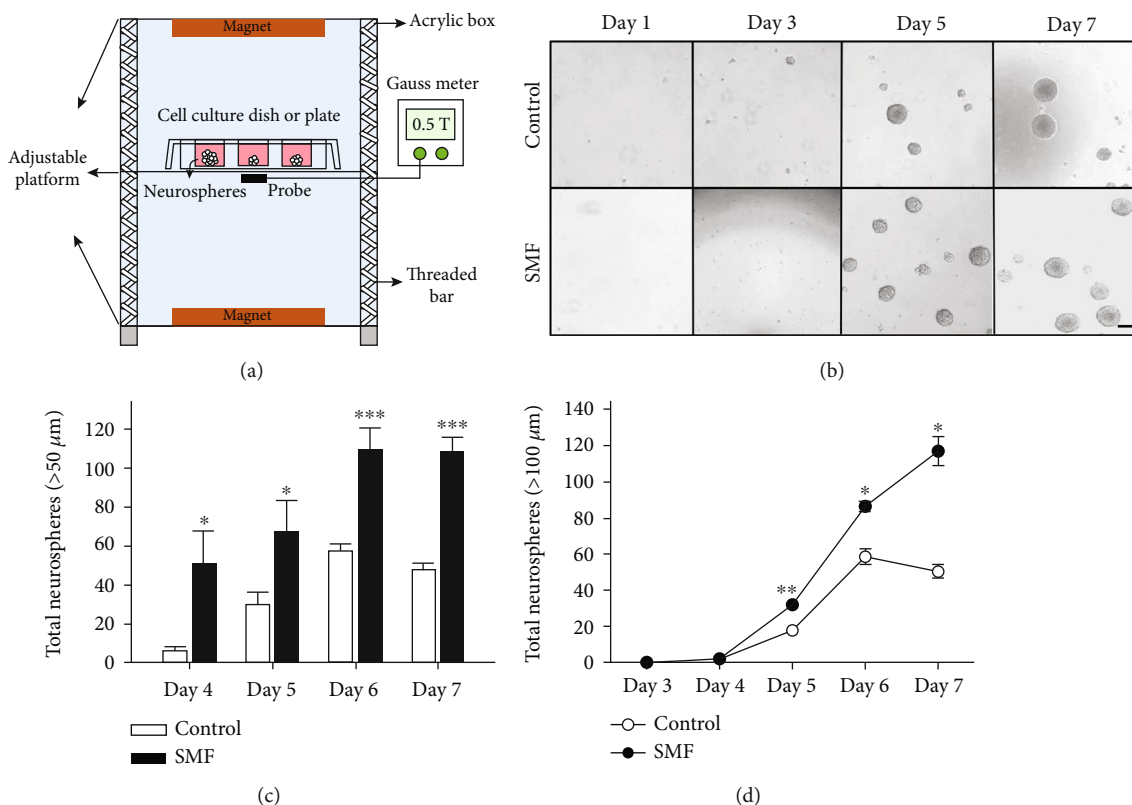 Magnet
Acrylic box
Gauss meter
0.5 T
Cell culture dish or plate
Adjustable
platform
Neurospheres
Probe
Threaded
bar
Magnet
(a)
Day 1 Day 3 Day 5 Day 7
Control
SMF
(b)
Total neurospheres (>50 μm)
120
100
80
60
40
20
0
*
*
***
***
Day 4 Day 5 Day 6 Day 7
Control
SMF
(c)
Total neurospheres (>100 μm)
140
120
100
80
60
40
20
0
**
*
*
Day 3 Day 4 Day 5 Day 6 Day 7
Control
SMF
(d)